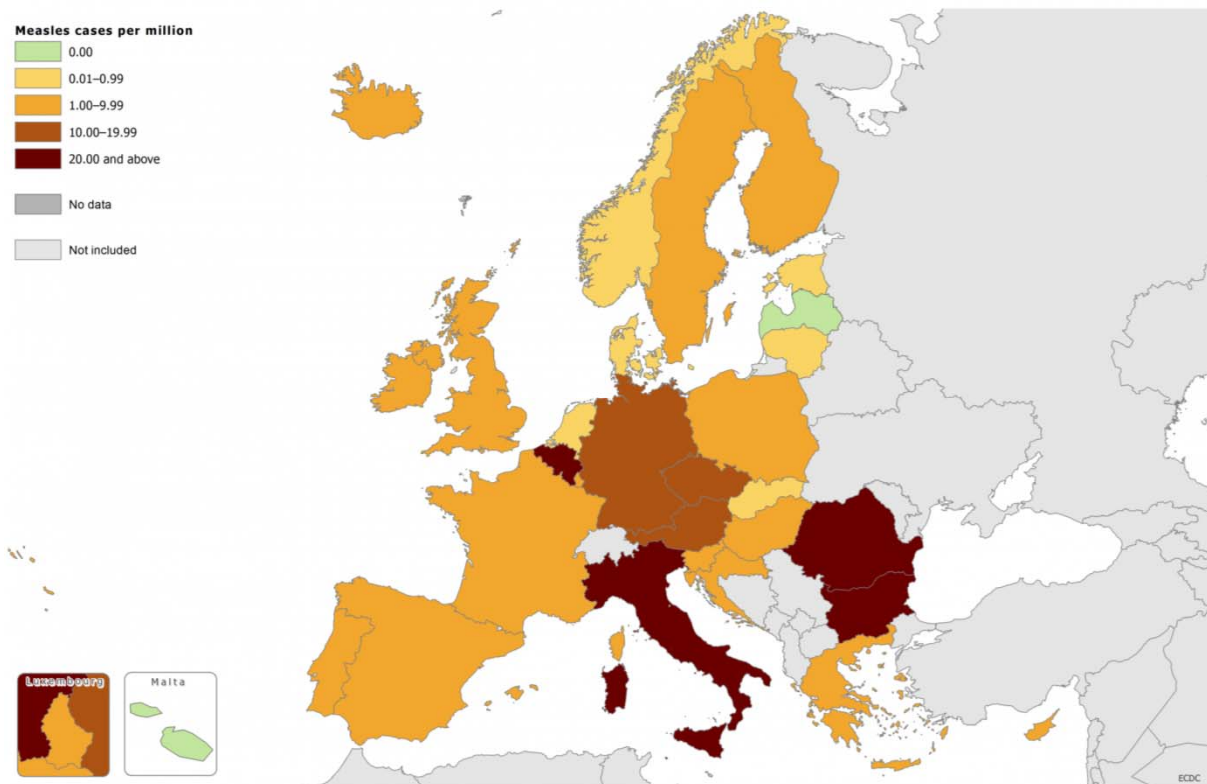 Measles cases per million
0.00
0.01–0.99
1.00–9.99
10.00–19.99
20.00 and above
No data
Not included
Luxembourg
Malta
ECDC